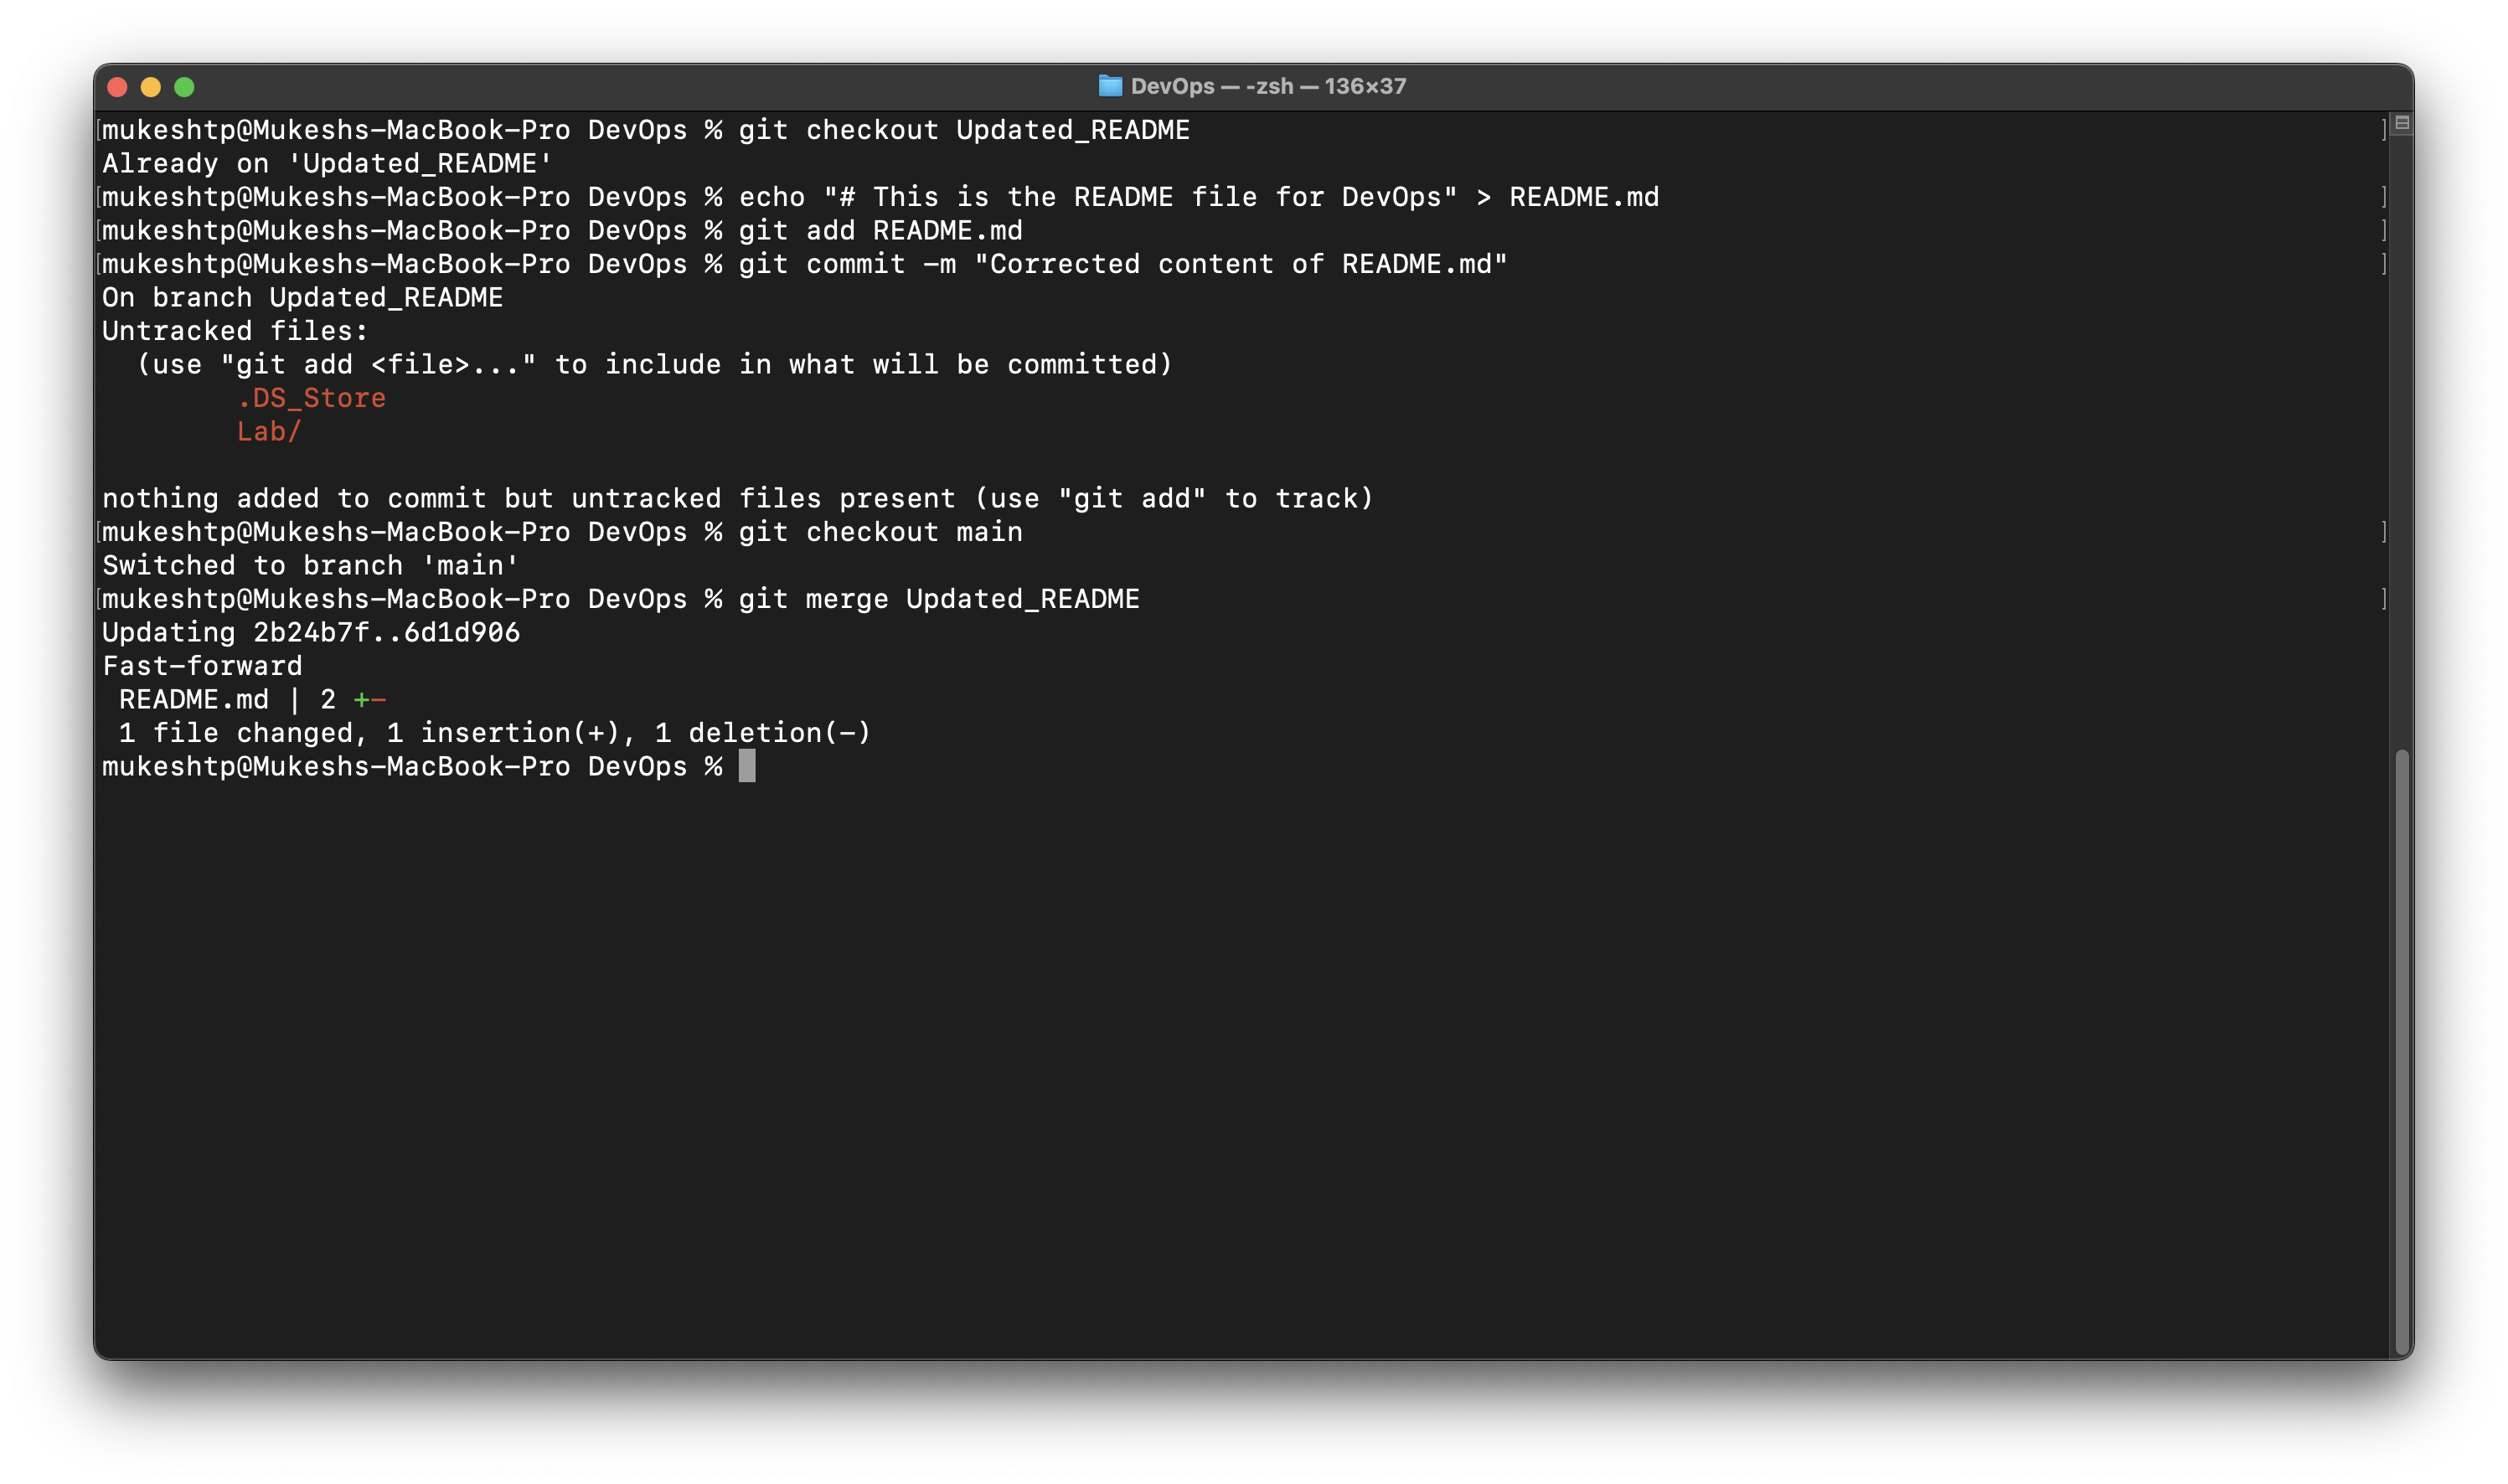 DevOps — -zsh — 136×37
[mukeshtp@Mukeshs-MacBook-Pro DevOps % git checkout Updated_README ]
Already on 'Updated_README'
[mukeshtp@Mukeshs-MacBook-Pro DevOps % echo "# This is the README file for DevOps" > README.md ]
[mukeshtp@Mukeshs-MacBook-Pro DevOps % git add README.md ]
[mukeshtp@Mukeshs-MacBook-Pro DevOps % git commit -m "Corrected content of README.md" ]
On branch Updated_README
Untracked files:
  (use "git add <file>..." to include in what will be committed)
        .DS_Store
        Lab/

nothing added to commit but untracked files present (use "git add" to track)
[mukeshtp@Mukeshs-MacBook-Pro DevOps % git checkout main ]
Switched to branch 'main'
[mukeshtp@Mukeshs-MacBook-Pro DevOps % git merge Updated_README ]
Updating 2b24b7f..6d1d906
Fast-forward
 README.md | 2 +-
 1 file changed, 1 insertion(+), 1 deletion(-)
mukeshtp@Mukeshs-MacBook-Pro DevOps %